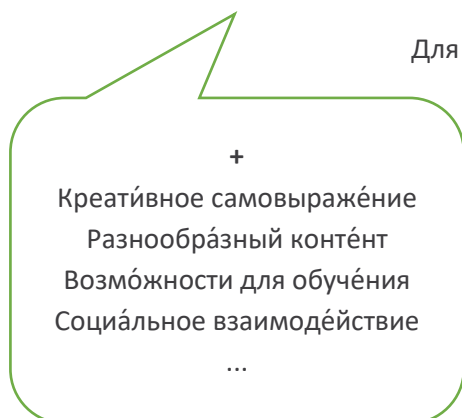 Для
+
Креати́вное самовыраже́ние
Разнообра́зный конте́нт
Возмо́жности для обуче́ния
Социа́льное взаимоде́йствие
...